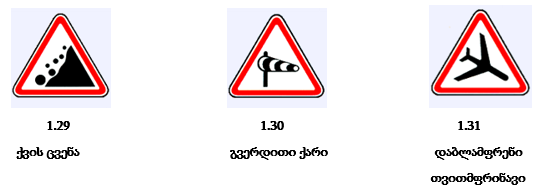 1.29 1.30 1.31
ქვის ცვენა გვერდითი ქარი დაბლამფრენი
თვითმფრინავი